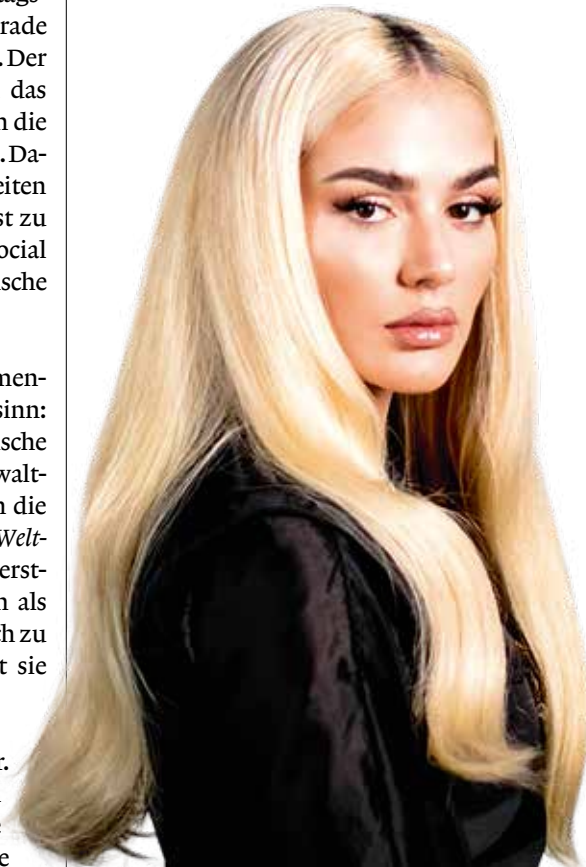 rade
. Der
das
n die
. Da-
eiten
st zu
ocial
sche
men-
sinn:
sche
walt-
n die
Welt-
erst-
n als
ch zu
t sie
r.
e